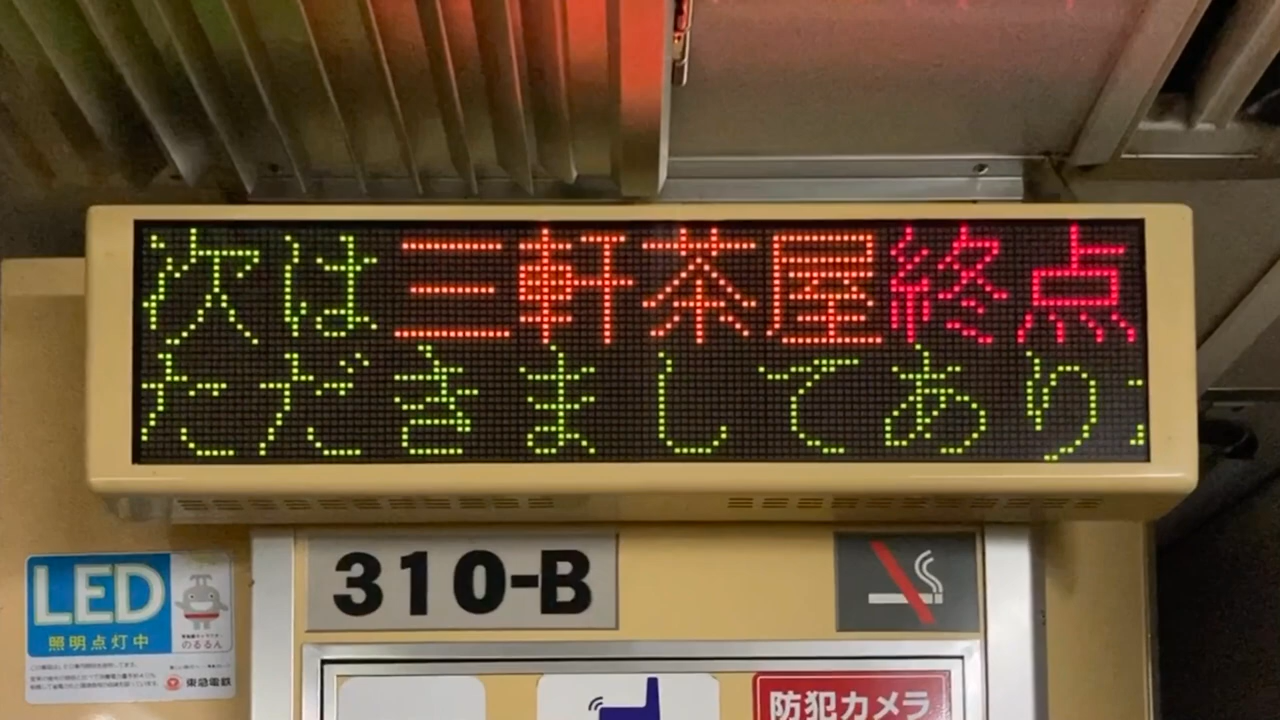 次は三軒茶屋終点
ただきましてあり
310-B
LED
照明点灯中
のるるん
東急電鉄
防犯カメラ